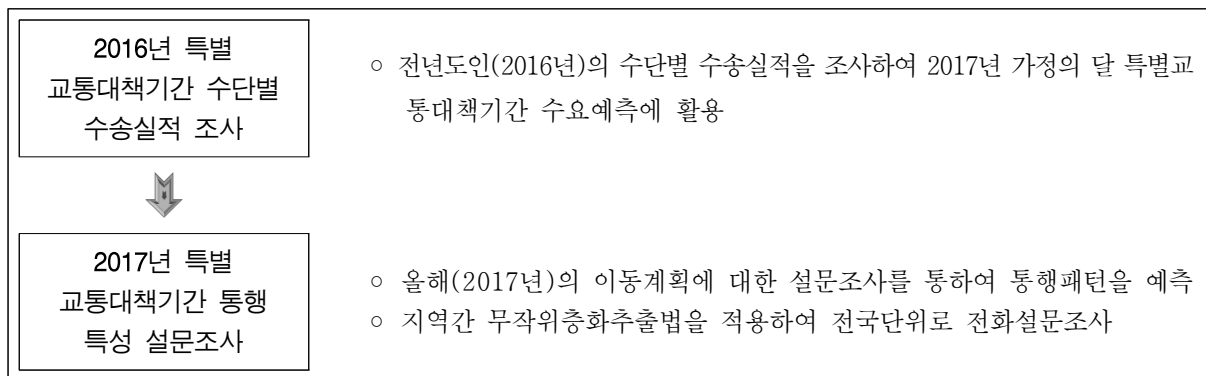 2016년 특별
교통대책기간 수단별
수송실적 조사
○ 전년도인(2016년)의 수단별 수송실적을 조사하여 2017년 가정의 달 특별교
통대책기간 수요예측에 활용
2017년 특별
교통대책기간 통행
특성 설문조사
○ 올해(2017년)의 이동계획에 대한 설문조사를 통하여 통행패턴을 예측
○ 지역간 무작위층화추출법을 적용하여 전국단위로 전화설문조사